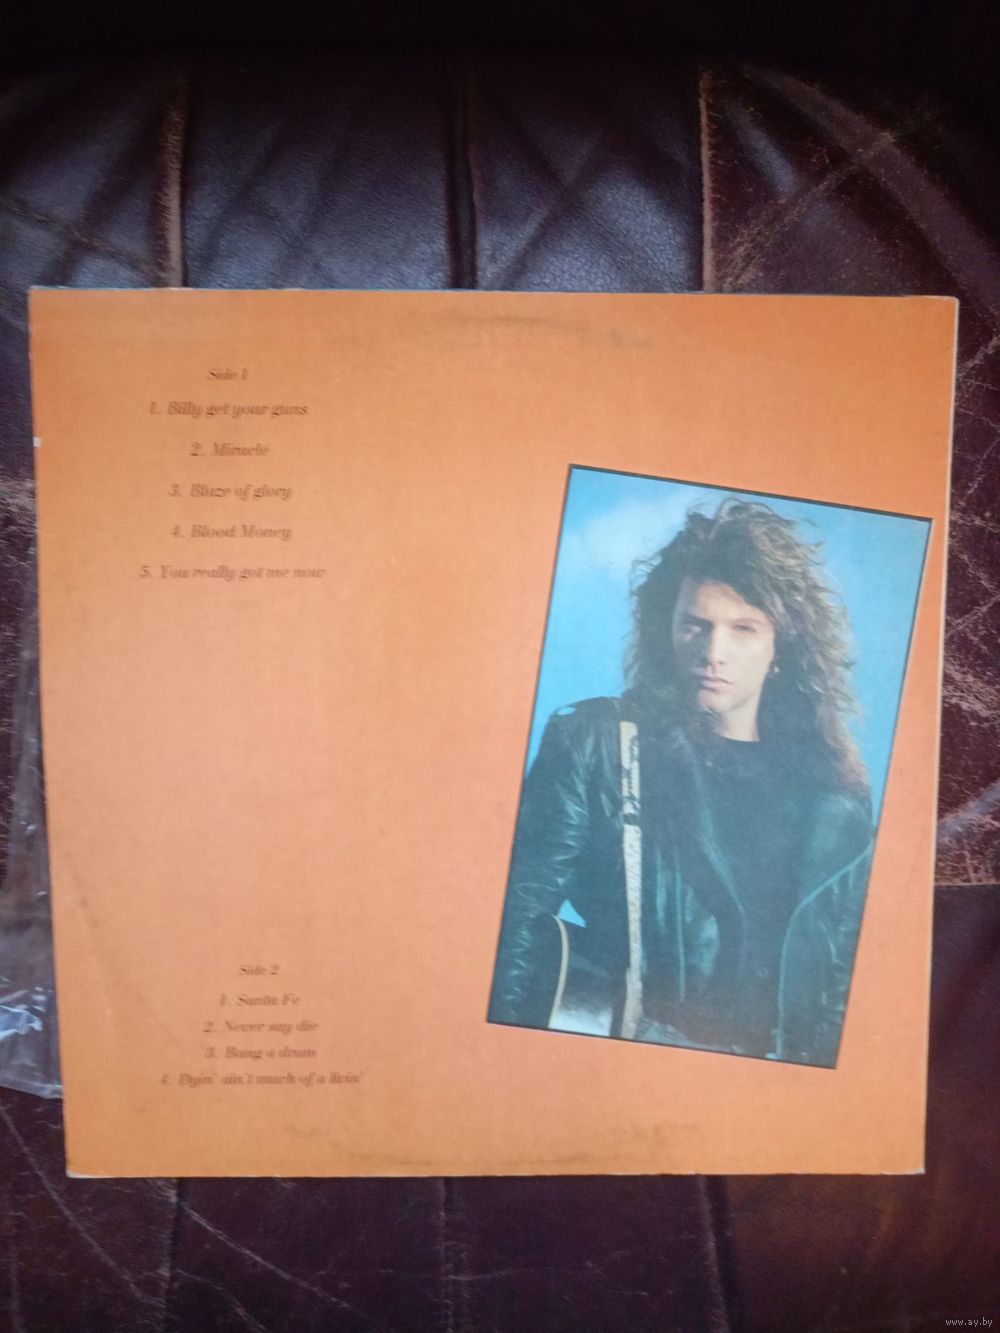 Side 1
1. Billy get your guns
2. Miracle
3. Blaze of glory
4. Blood Money
5. You really got me now
Side 2
1. Santa Fe
2. Never say die
3. Bang a drum
4. Dyin' ain't much of a livin'
www.ay.by